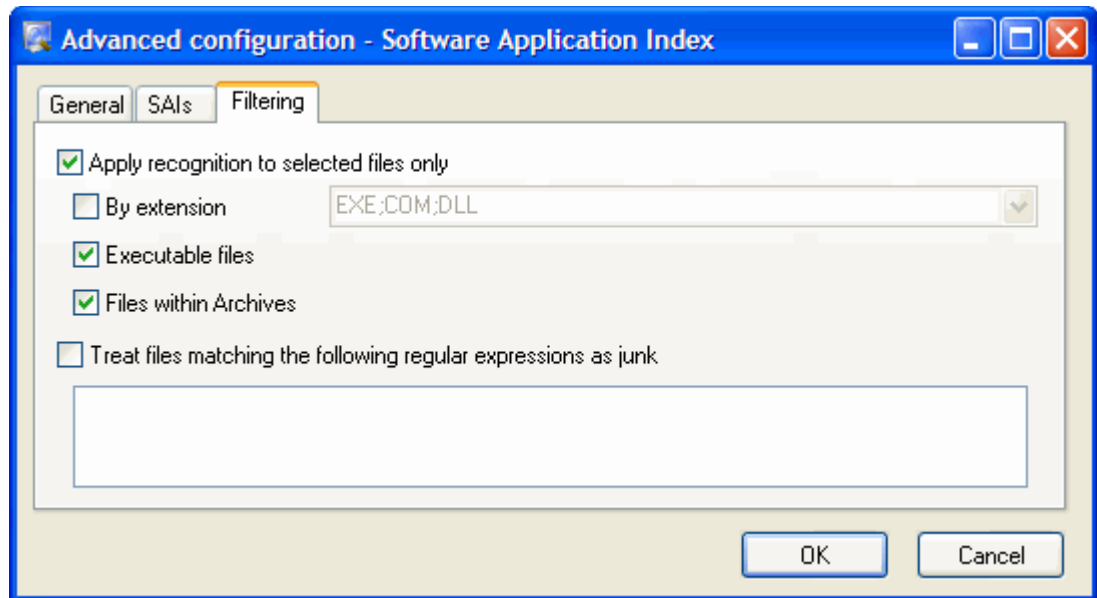 Advanced configuration - Software Application Index
General SAIs Filtering
Apply recognition to selected files only
By extension EXE;COM;DLL
Executable files
Files within Archives
Treat files matching the following regular expressions as junk
OK Cancel